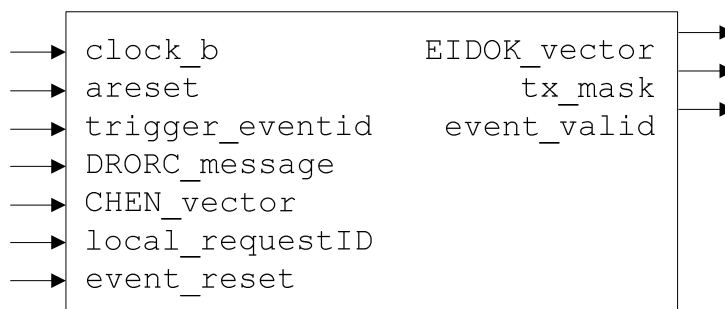 clock_b EIDOK_vector
areset tx_mask
trigger_eventid event_valid
DRORC_message
CHEN_vector
local_requestID
event_reset